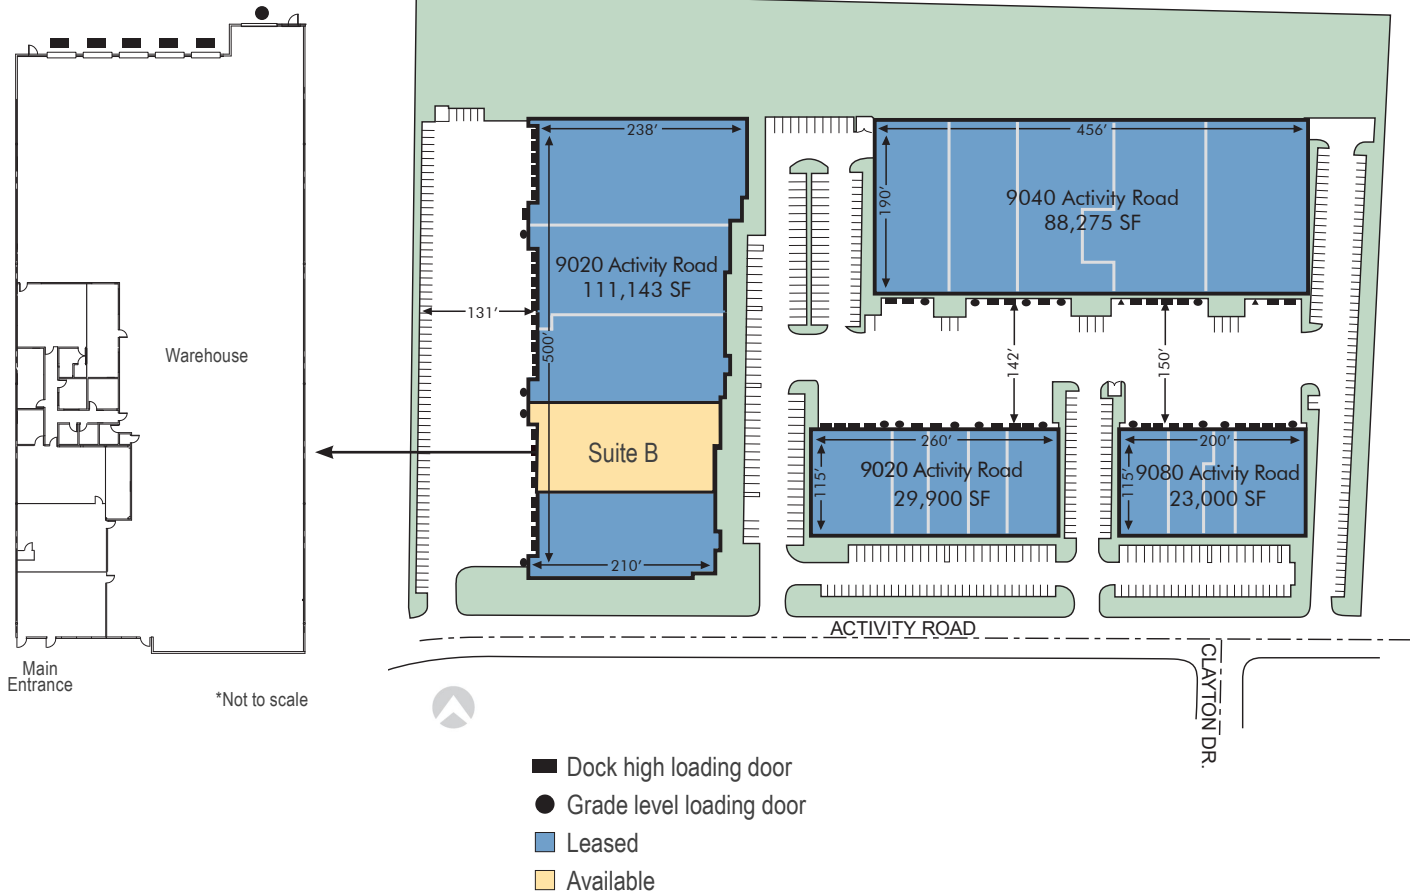 Warehouse
Main
Entrance
*Not to scale
238'
500'
131'
9020 Activity Road
111,143 SF
Suite B
210'
456'
190'
9040 Activity Road
88,275 SF
142'
150'
260'
115'
9020 Activity Road
29,900 SF
200'
115'
9080 Activity Road
23,000 SF
ACTIVITY ROAD
CLAYTON DR.
Dock high loading door
Grade level loading door
Leased
Available